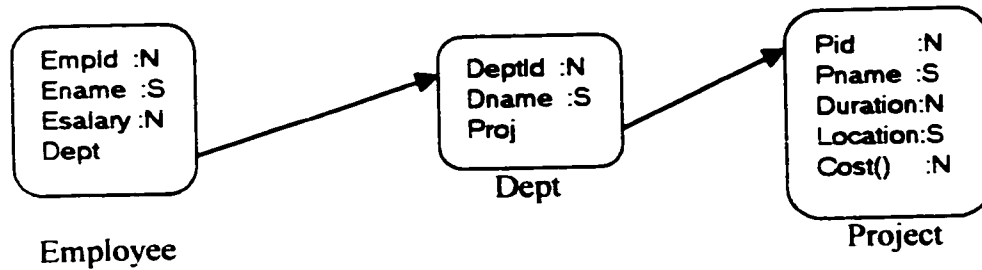 Empid :N
Ename :S
Esalary :N
Dept
Employee
DeptId :N
Dname :S
Proj
Dept
Pid :N
Pname :S
Duration:N
Location:S
Cost() :N
Project